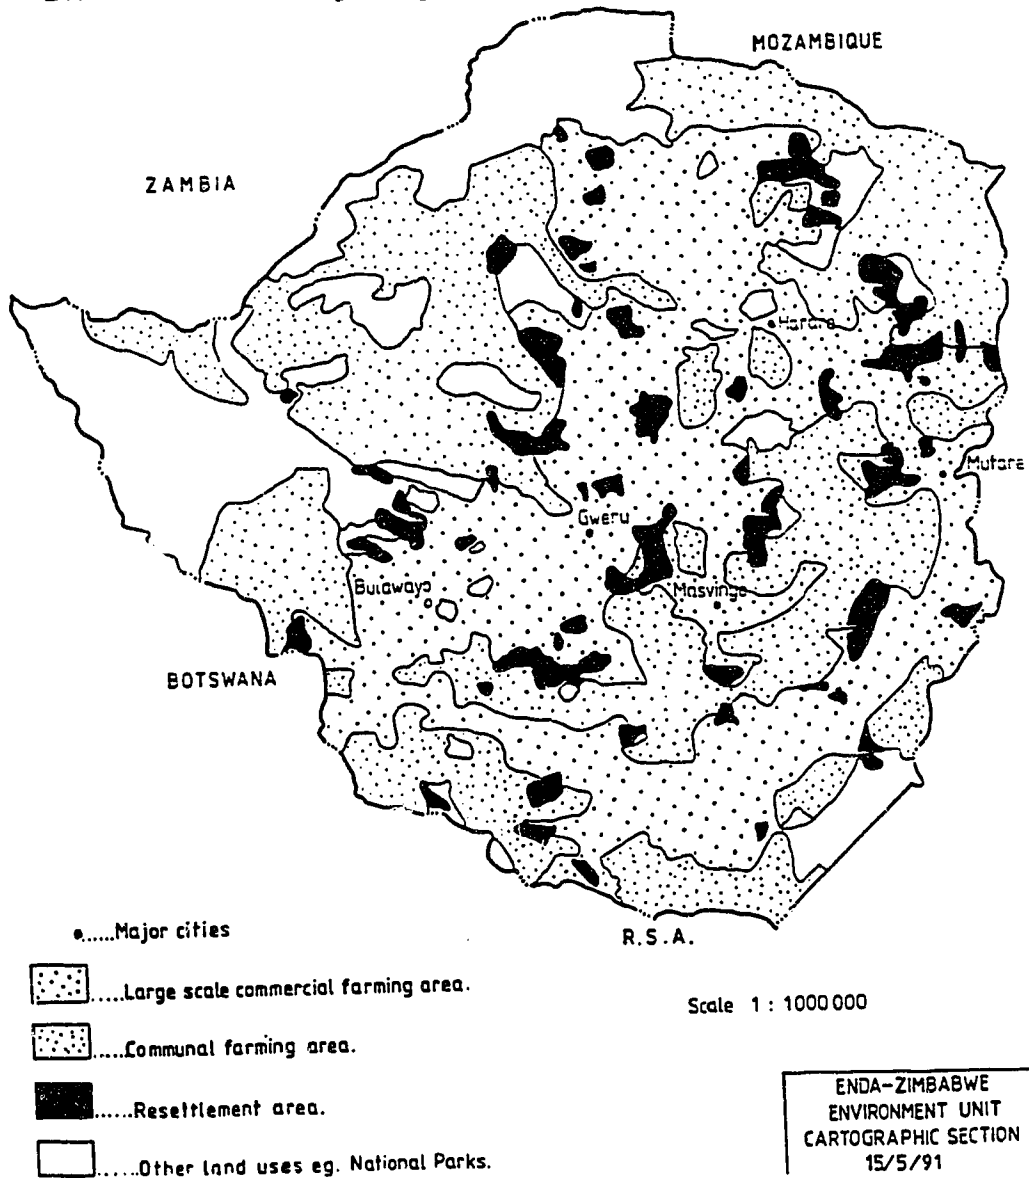 MOZAMBIQUE
ZAMBIA
Harare
Mutare
Gweru
Bulawayo
Masvingo
BOTSWANA
R.S.A.
●......Major cities
.....Large scale commercial farming area.
.....Communal farming area.
.....Resettlement area.
......Other land uses eg. National Parks.
Scale 1 : 1000 000
ENDA-ZIMBABWE
ENVIRONMENT UNIT
CARTOGRAPHIC SECTION
15/5/91